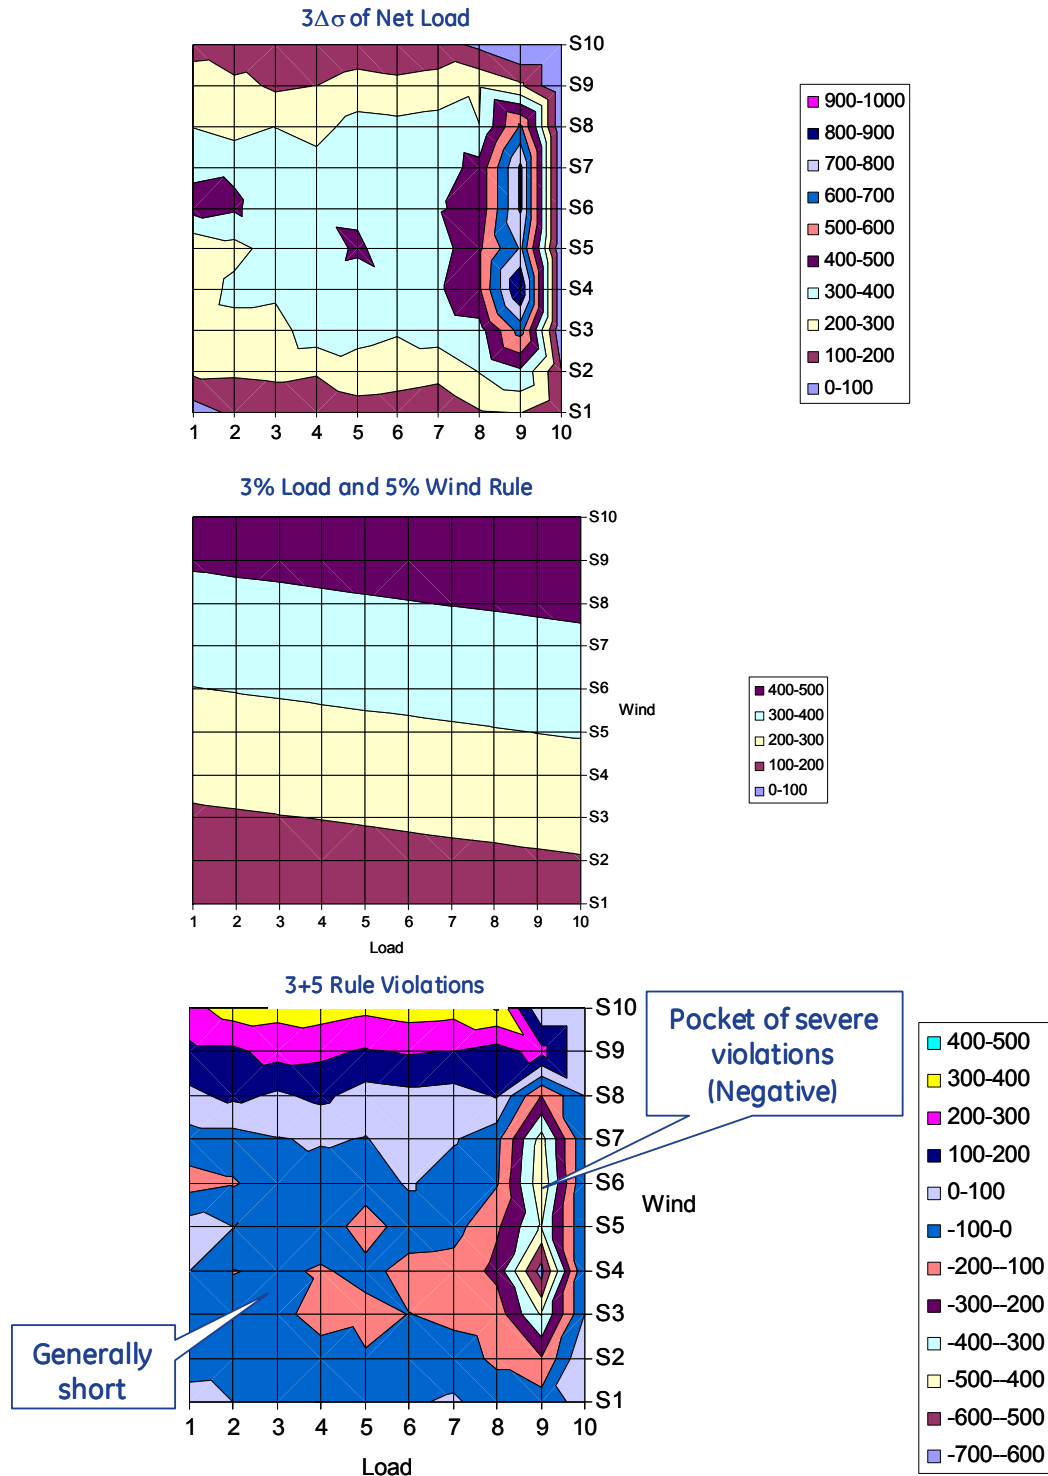 3Δσ of Net Load
S10
S9
S8
S7
S6
S5
S4
S3
S2
S1
1 2 3 4 5 6 7 8 9 10
900-1000
800-900
700-800
600-700
500-600
400-500
300-400
200-300
100-200
0-100
3% Load and 5% Wind Rule
S10
S9
S8
S7
S6
S5
S4
S3
S2
S1
Wind
1 2 3 4 5 6 7 8 9 10
Load
400-500
300-400
200-300
100-200
0-100
3+5 Rule Violations
S10
S9
S8
S7
S6
S5
S4
S3
S2
S1
Wind
Pocket of severe
violations
(Negative)
Generally
short
1 2 3 4 5 6 7 8 9 10
Load
400-500
300-400
200-300
100-200
0-100
-100-0
-200--100
-300--200
-400--300
-500--400
-600--500
-700--600